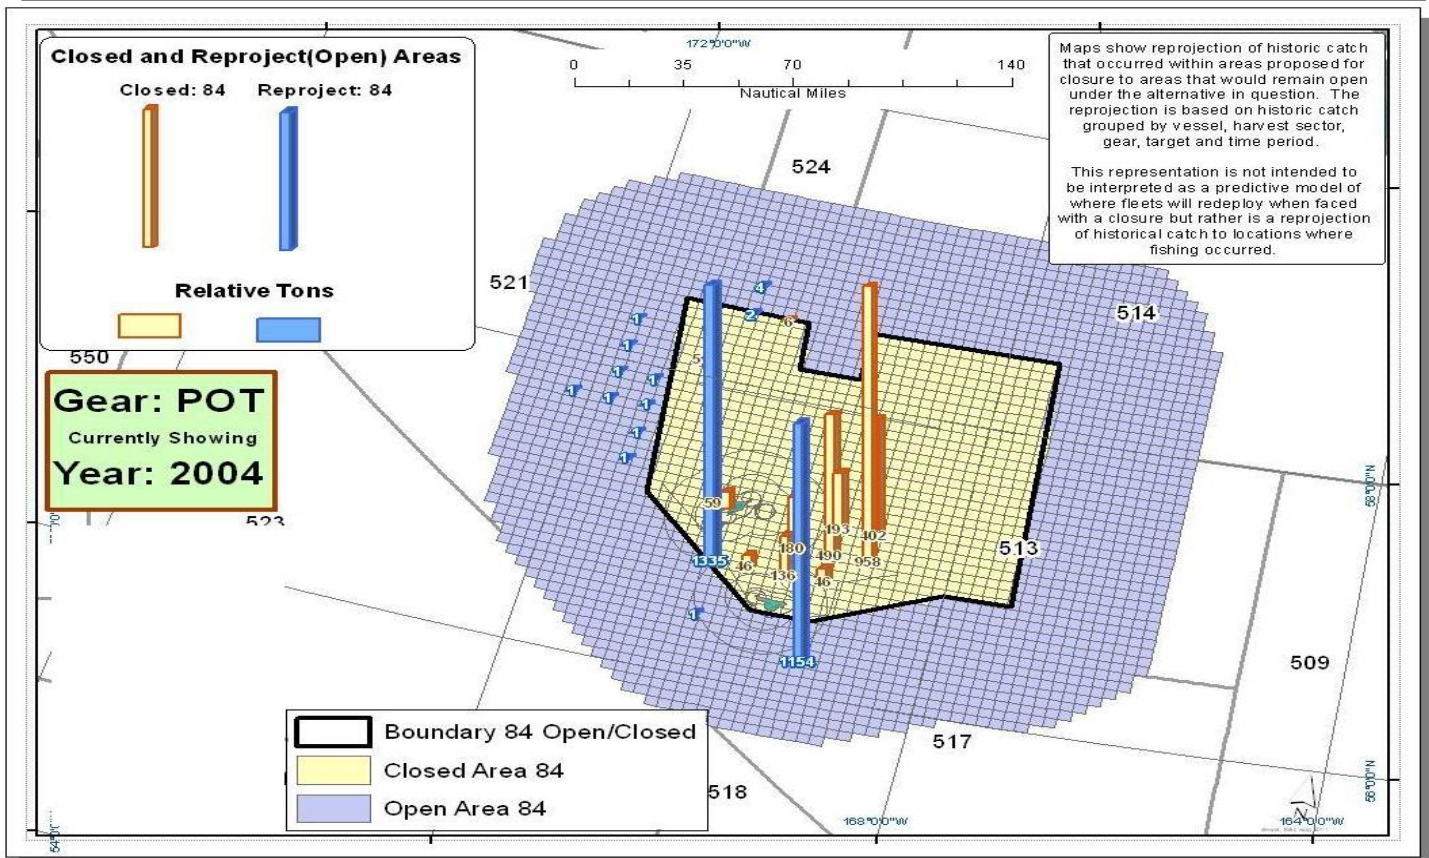 Closed and Reproject(Open) Areas
Closed: 84 Reproject: 84
Relative Tons
172°0'0"W
0 35 70 140
Nautical Miles
Maps show reprojection of historic catch
that occurred within areas proposed for
closure to areas that would remain open
under the alternative in question. The
reprojection is based on historic catch
grouped by vessel, harvest sector,
gear, target and time period.
This representation is not intended to
be interpreted as a predictive model of
where fleets will redeploy when faced
with a closure but rather is a reprojection
of historical catch to locations where
fishing occurred.
524
521
514
550
Gear: POT
Currently Showing
Year: 2004
523
4
2
6
1
1
1
1
1
1
1
1
1
59
1335
46
180
136
193
490
46
402
958
513
1
1154
509
517
518
58°0'0"N
56°0'0"N
168°0'0"W
164°0'0"W
N
Boundary 84 Open/Closed
Closed Area 84
Open Area 84